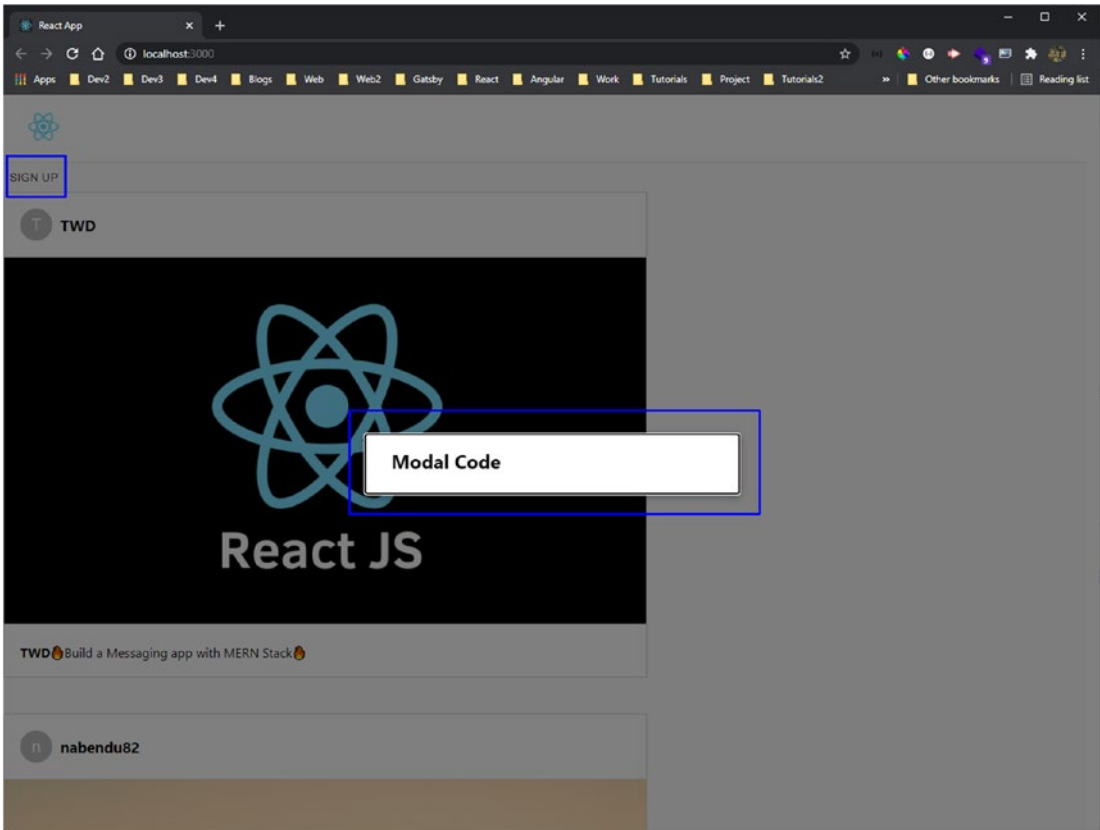 React App
localhost:3000
Apps Dev2 Dev3 Dev4 Blogs Web Web2 Gatsby React Angular Work Tutorials Project Tutorials2 » Other bookmarks Reading list
SIGN UP
T TWD
Modal Code
React JS
TWD🔥Build a Messaging app with MERN Stack🔥
n nabendu82